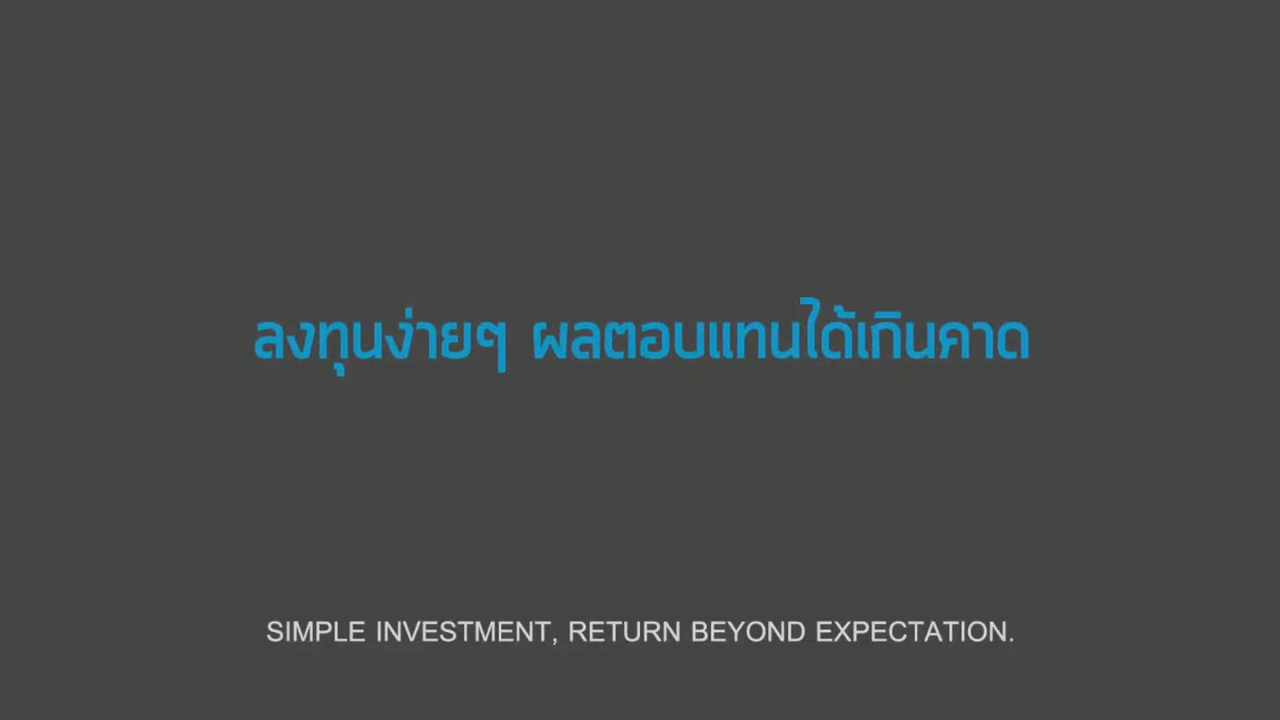 ลงทุนง่ายๆ ผลตอบแทนได้เกินคาด
SIMPLE INVESTMENT, RETURN BEYOND EXPECTATION.